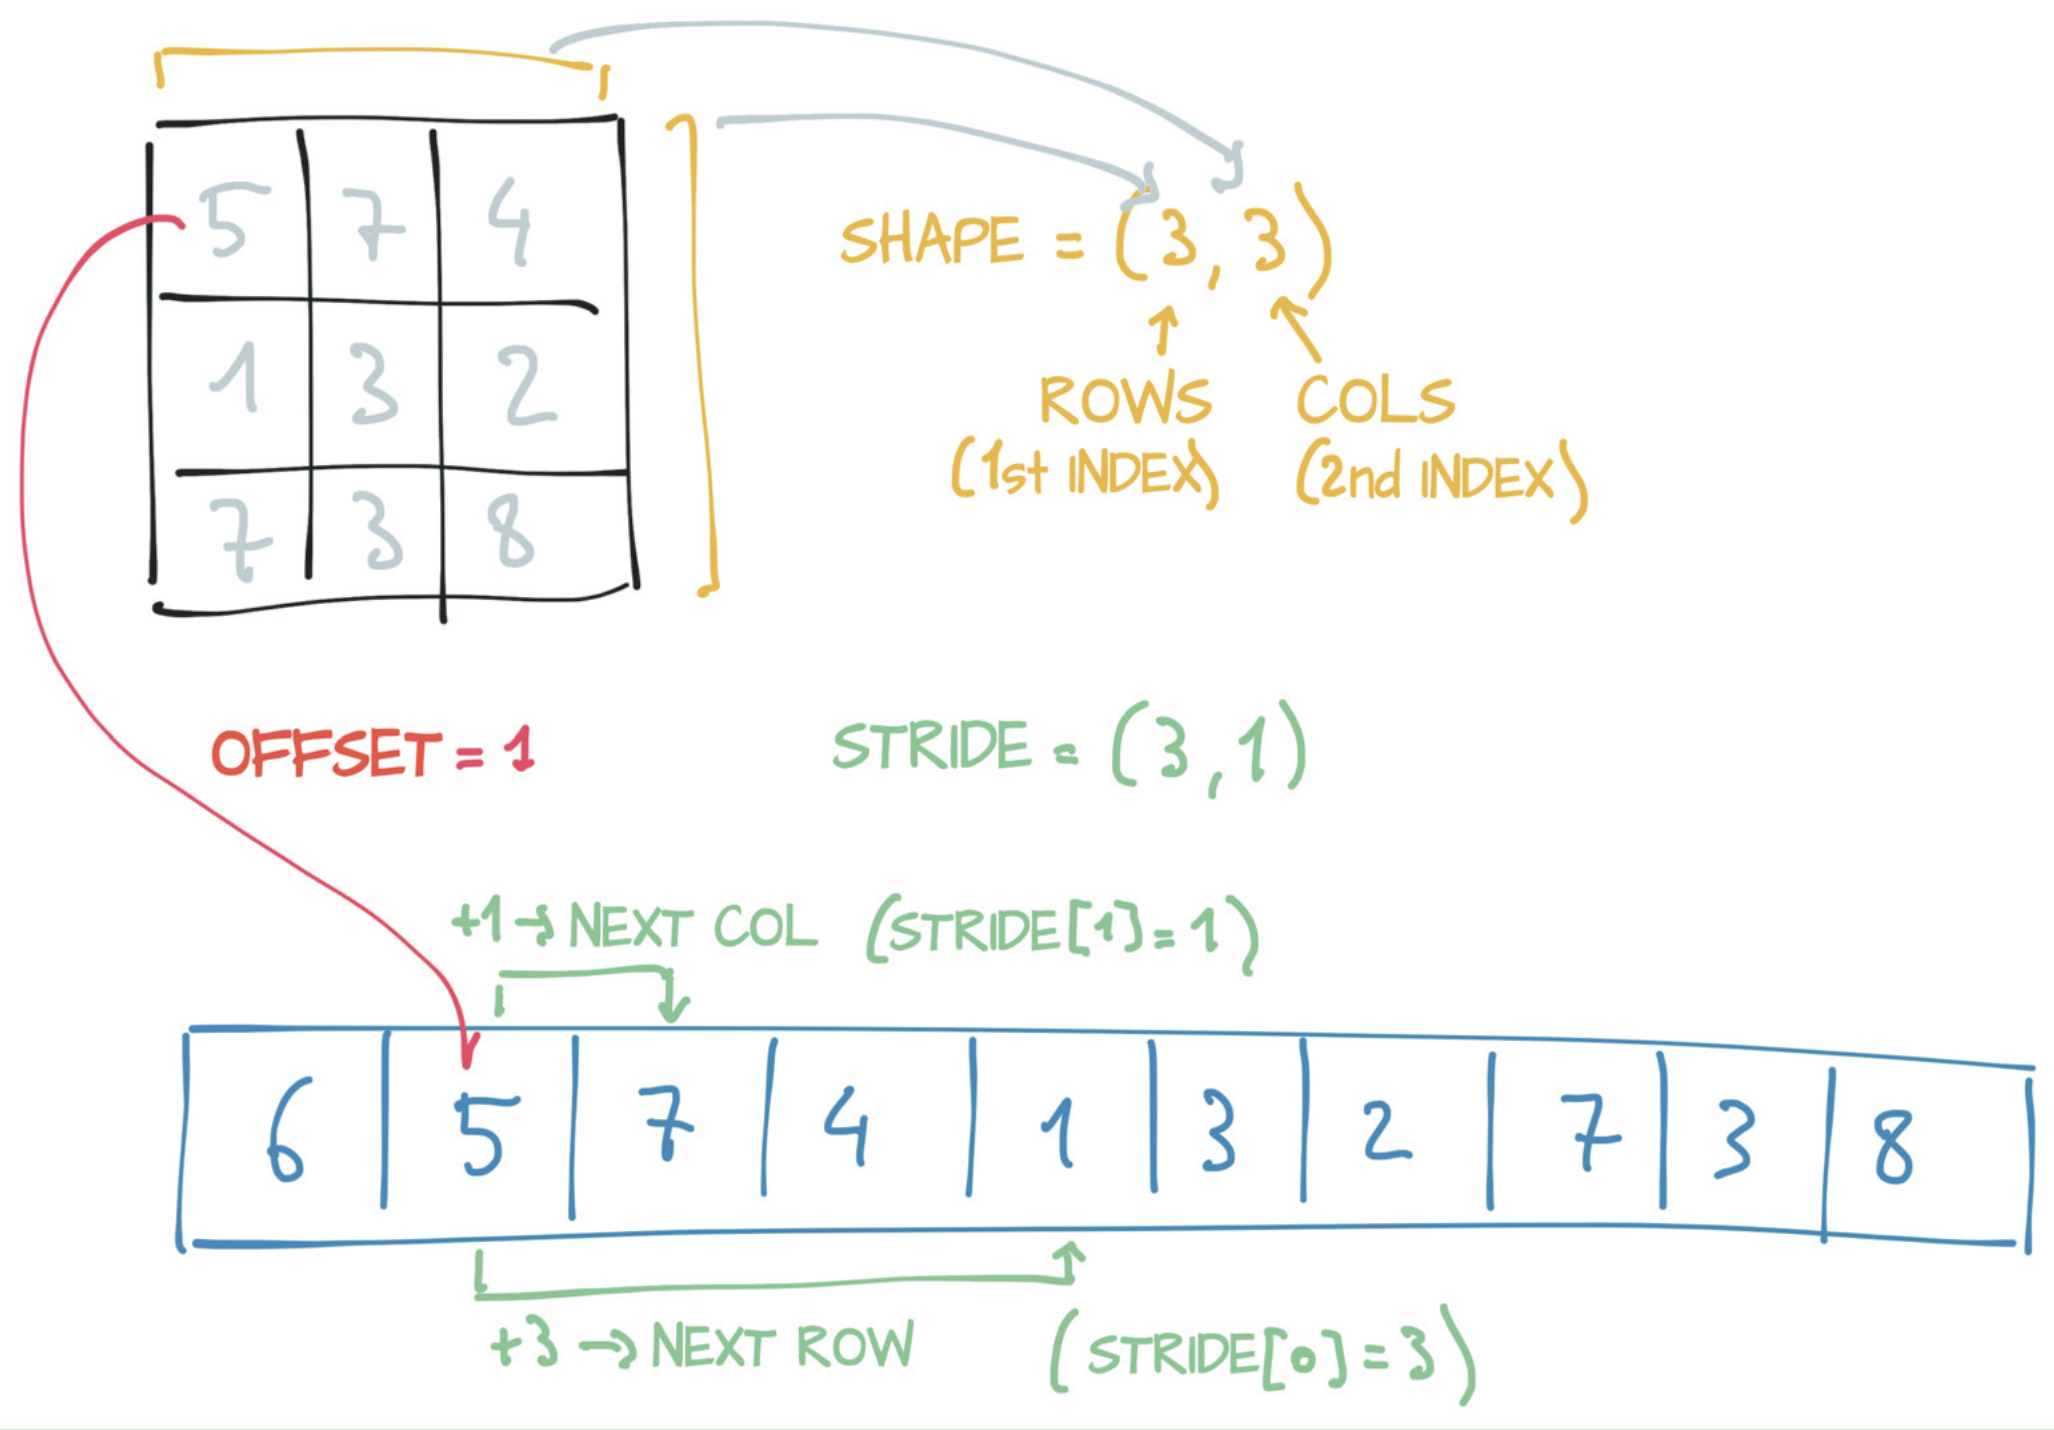 5 7 4
SHAPE = (3, 3)
1 3 2
ROWS COLS
(1st INDEX) (2nd INDEX)
7 3 8
OFFSET = 1
STRIDE = (3, 1)
+1 → NEXT COL (STRIDE[1] = 1)
6 5 7 4 1 3 2 7 3 8
+3 → NEXT ROW (STRIDE[0] = 3)